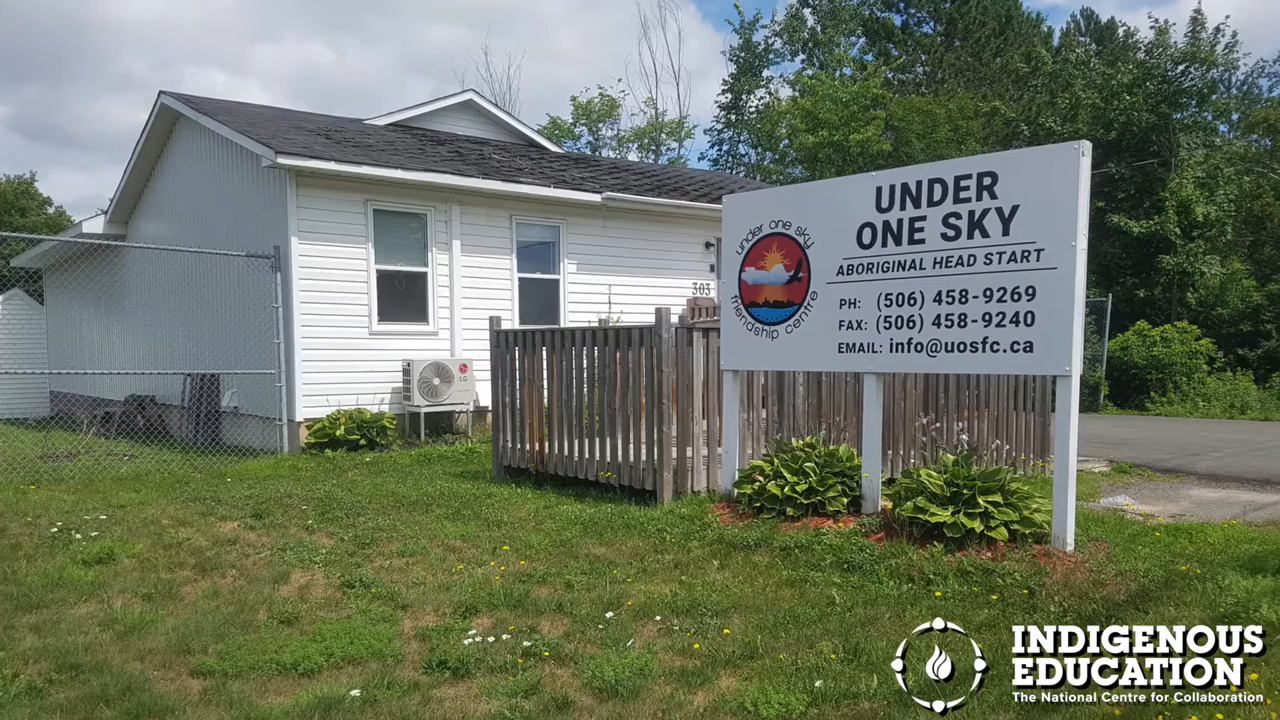 UNDER
ONE SKY
ABORIGINAL HEAD START
PH: (506) 458-9269
FAX: (506) 458-9240
EMAIL: info@uosfc.ca
under one sky
friendship centre
303
LG
INDIGENOUS
EDUCATION
The National Centre for Collaboration